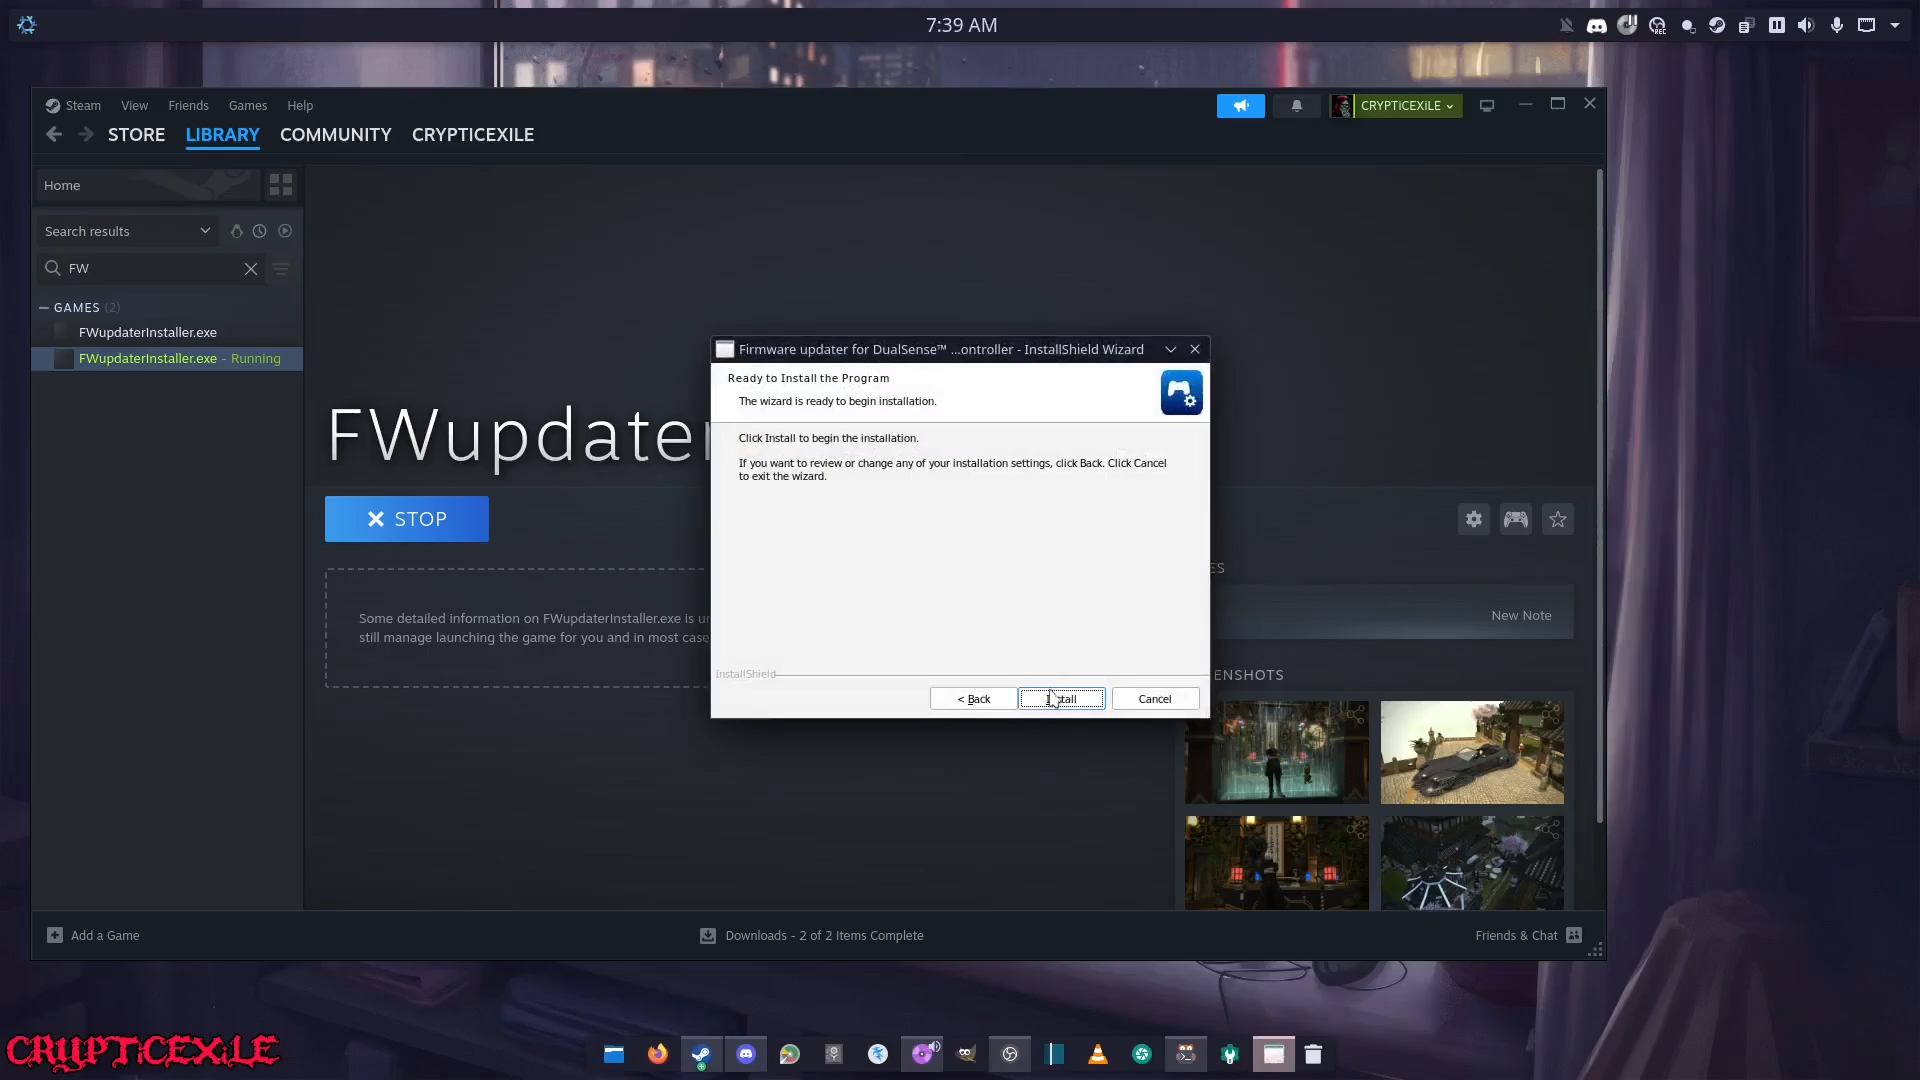 7:39 AM
REC
Steam View Friends Games Help
CRYPTICEXILE
STORE LIBRARY COMMUNITY CRYPTICEXILE
Home
Search results
FW
GAMES (2)
FWupdaterInstaller.exe
FWupdaterInstaller.exe - Running
FWupdater
STOP
Some detailed information on FWupdaterInstaller.exe is
still manage launching the game for you and in most case
Firmware updater for DualSense™ ...ontroller - InstallShield Wizard
Ready to Install the Program
The wizard is ready to begin installation.
Click Install to begin the installation.
If you want to review or change any of your installation settings, click Back. Click Cancel
to exit the wizard.
InstallShield
< Back Install Cancel
ES
New Note
ENSHOTS
Add a Game
Downloads - 2 of 2 Items Complete
Friends & Chat
CRYPTICEXILE